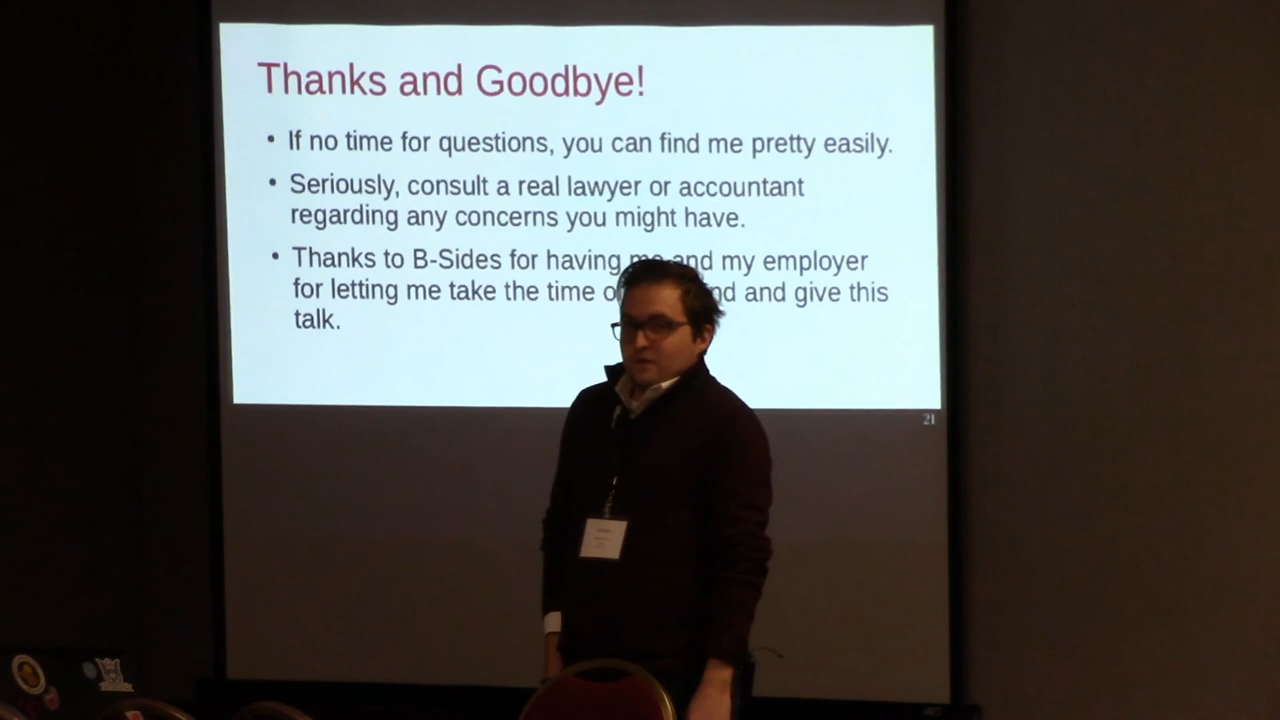 Thanks and Goodbye!
• If no time for questions, you can find me pretty easily.
• Seriously, consult a real lawyer or accountant
regarding any concerns you might have.
• Thanks to B-Sides for having me and my employer
for letting me take the time and give this
talk.
21